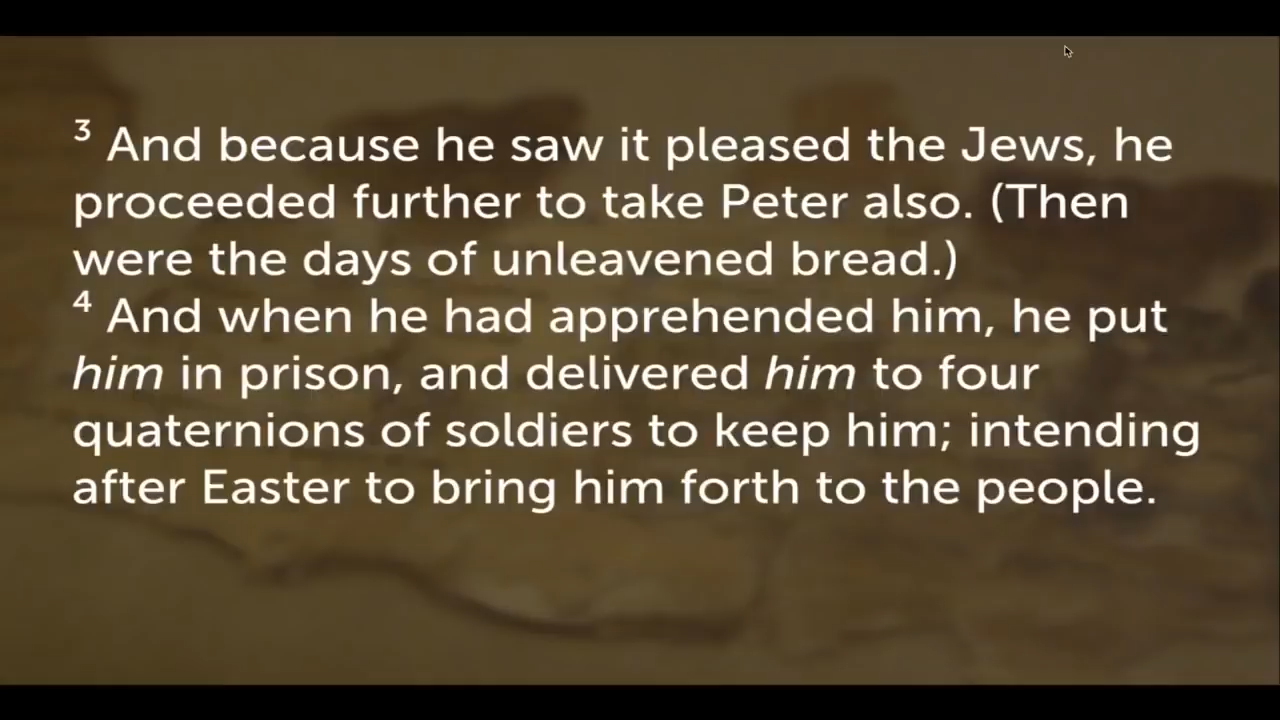 3 And because he saw it pleased the Jews, he
proceeded further to take Peter also. (Then
were the days of unleavened bread.)
4 And when he had apprehended him, he put
him in prison, and delivered him to four
quaternions of soldiers to keep him; intending
after Easter to bring him forth to the people.